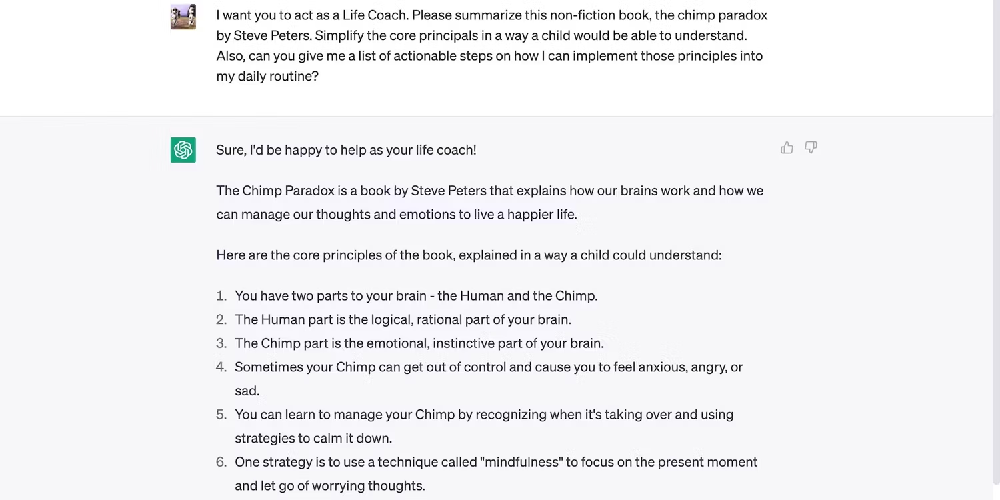 I want you to act as a Life Coach. Please summarize this non-fiction book, the chimp paradox
by Steve Peters. Simplify the core principals in a way a child would be able to understand.
Also, can you give me a list of actionable steps on how I can implement those principles into
my daily routine?
Sure, I'd be happy to help as your life coach!
The Chimp Paradox is a book by Steve Peters that explains how our brains work and how we
can manage our thoughts and emotions to live a happier life.
Here are the core principles of the book, explained in a way a child could understand:
1. You have two parts to your brain - the Human and the Chimp.
2. The Human part is the logical, rational part of your brain.
3. The Chimp part is the emotional, instinctive part of your brain.
4. Sometimes your Chimp can get out of control and cause you to feel anxious, angry, or
sad.
5. You can learn to manage your Chimp by recognizing when it's taking over and using
strategies to calm it down.
6. One strategy is to use a technique called "mindfulness" to focus on the present moment
and let go of worrying thoughts.